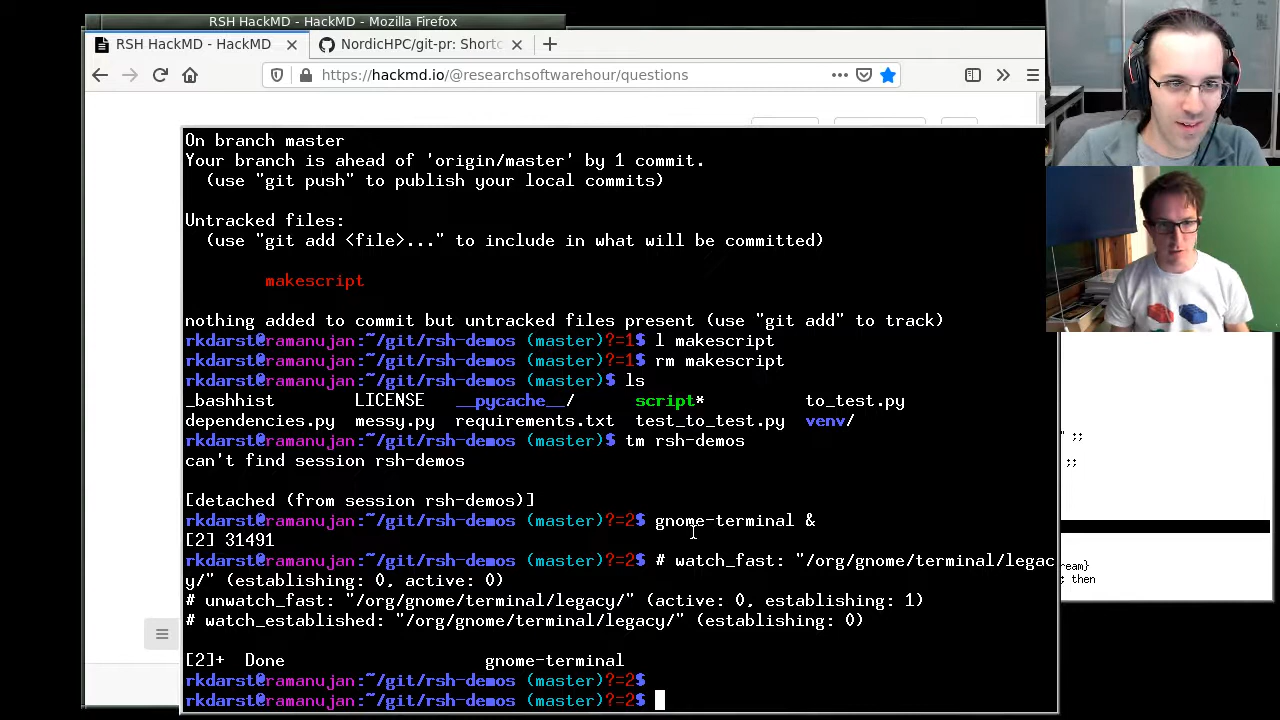 RSH HackMD - HackMD - Mozilla Firefox
RSH HackMD - HackMD
NordicHPC/git-pr: Shortc
https://hackmd.io/@researchsoftwarehour/questions
On branch master
Your branch is ahead of 'origin/master' by 1 commit.
(use "git push" to publish your local commits)
Untracked files:
(use "git add <file>..." to include in what will be committed)
makescript
nothing added to commit but untracked files present (use "git add" to track)
rkdarst@ramanujan:~/git/rsh-demos (master)?=1$ l makescript
rkdarst@ramanujan:~/git/rsh-demos (master)?=1$ rm makescript
rkdarst@ramanujan:~/git/rsh-demos (master)?=1$ ls
_bashhist LICENSE __pycache__/ script* to_test.py
dependencies.py messy.py requirements.txt test_to_test.py venv/
rkdarst@ramanujan:~/git/rsh-demos (master)?=1$ tm rsh-demos
can't find session rsh-demos
[detached (from session rsh-demos)]
rkdarst@ramanujan:~/git/rsh-demos (master)?=2$ gnome-terminal &
[2] 31491
rkdarst@ramanujan:~/git/rsh-demos (master)?=2$ # watch_fast: "/org/gnome/terminal/legac
y/" (establishing: 0, active: 0)
# unwatch_fast: "/org/gnome/terminal/legacy/" (active: 0, establishing: 1)
# watch_established: "/org/gnome/terminal/legacy/" (establishing: 0)
[2]+ Done gnome-terminal
rkdarst@ramanujan:~/git/rsh-demos (master)?=2$
rkdarst@ramanujan:~/git/rsh-demos (master)?=2$
" ;;
;;
ream}
; then